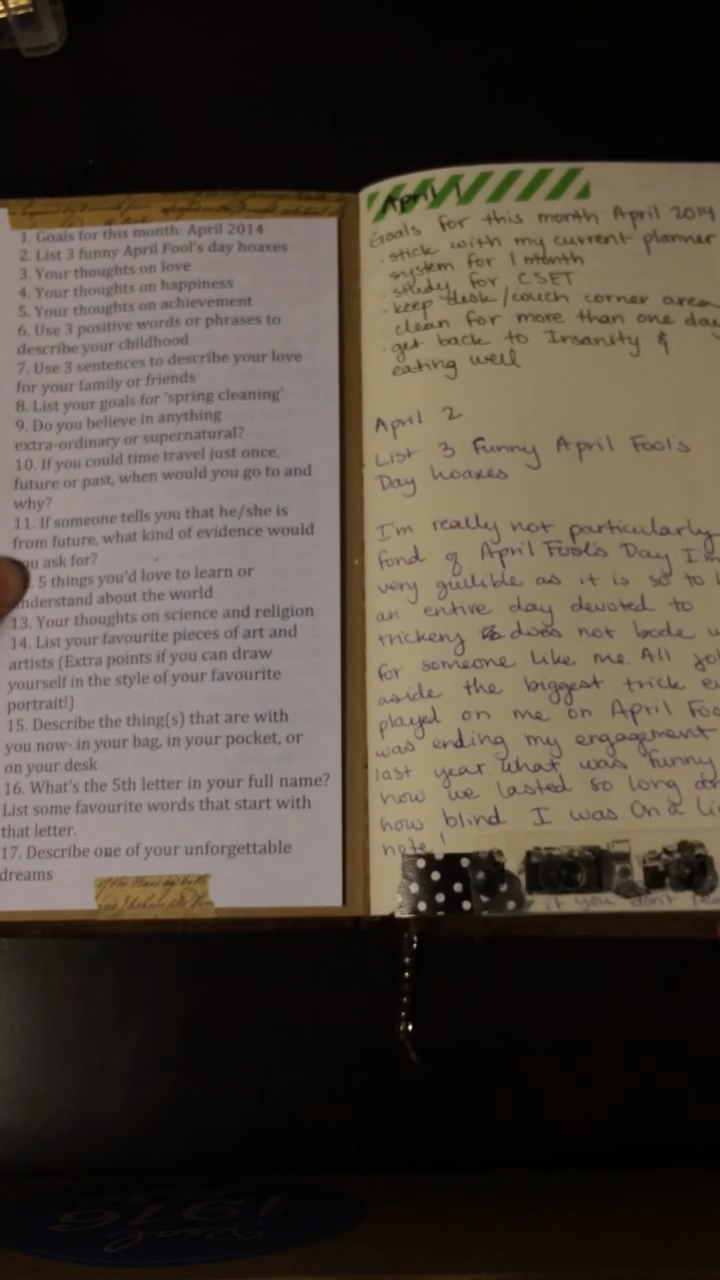 1. Goals for this month: April 2014
2. List 3 funny April Fool's day hoaxes
3. Your thoughts on love
4. Your thoughts on happiness
5. Your thoughts on achievement
6. Use 3 positive words or phrases to
describe your childhood
7. Use 3 sentences to describe your love
for your family or friends
8. List your goals for 'spring cleaning'
9. Do you believe in anything
extra-ordinary or supernatural?
10. If you could time travel just once,
future or past, when would you go to and
why?
11. If someone tells you that he/she is
from future, what kind of evidence would
you ask for?
5 things you'd love to learn or
understand about the world
13. Your thoughts on science and religion
14. List your favourite pieces of art and
artists (Extra points if you can draw
yourself in the style of your favourite
portrait!)
15. Describe the thing(s) that are with
you now- in your bag, in your pocket, or
on your desk
16. What's the 5th letter in your full name?
List some favourite words that start with
that letter.
17. Describe one of your unforgettable
dreams
April 1
Goals for this month April 2014
· stick with my current planner
system for 1 month
· study for CSET
· keep desk/couch corner area
clean for more than one day
· get back to Insanity &
eating well
April 2
List 3 Funny April Fools
Day hoaxes
I'm really not particularly
fond of April Fool's Day I'm
very gullible as it is so to
an entire day devoted to
trickery does not bode
for someone like me. All
aside the biggest trick
played on me on April
was ending my engagement
last year. What was funny
how we lasted so long
how blind I was. On a
note!
if you don't
1976